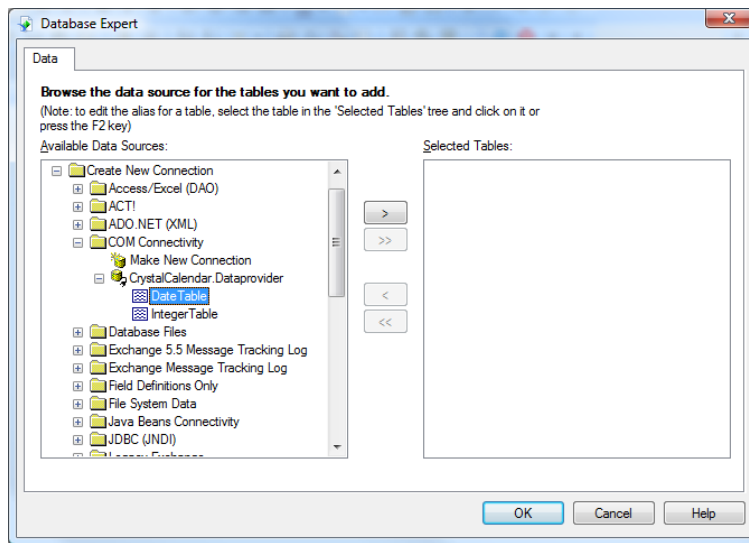 Database Expert
Data
Browse the data source for the tables you want to add.
(Note: to edit the alias for a table, select the table in the 'Selected Tables' tree and click on it or
press the F2 key)
Available Data Sources:
Selected Tables:
Create New Connection
Access/Excel (DAO)
ACT!
ADO.NET (XML)
COM Connectivity
Make New Connection
CrystalCalendar.Dataprovider
DateTable
IntegerTable
Database Files
Exchange 5.5 Message Tracking Log
Exchange Message Tracking Log
Field Definitions Only
File System Data
Java Beans Connectivity
JDBC (JNDI)
Legacy Exchange
>
>>
<
<<
OK
Cancel
Help